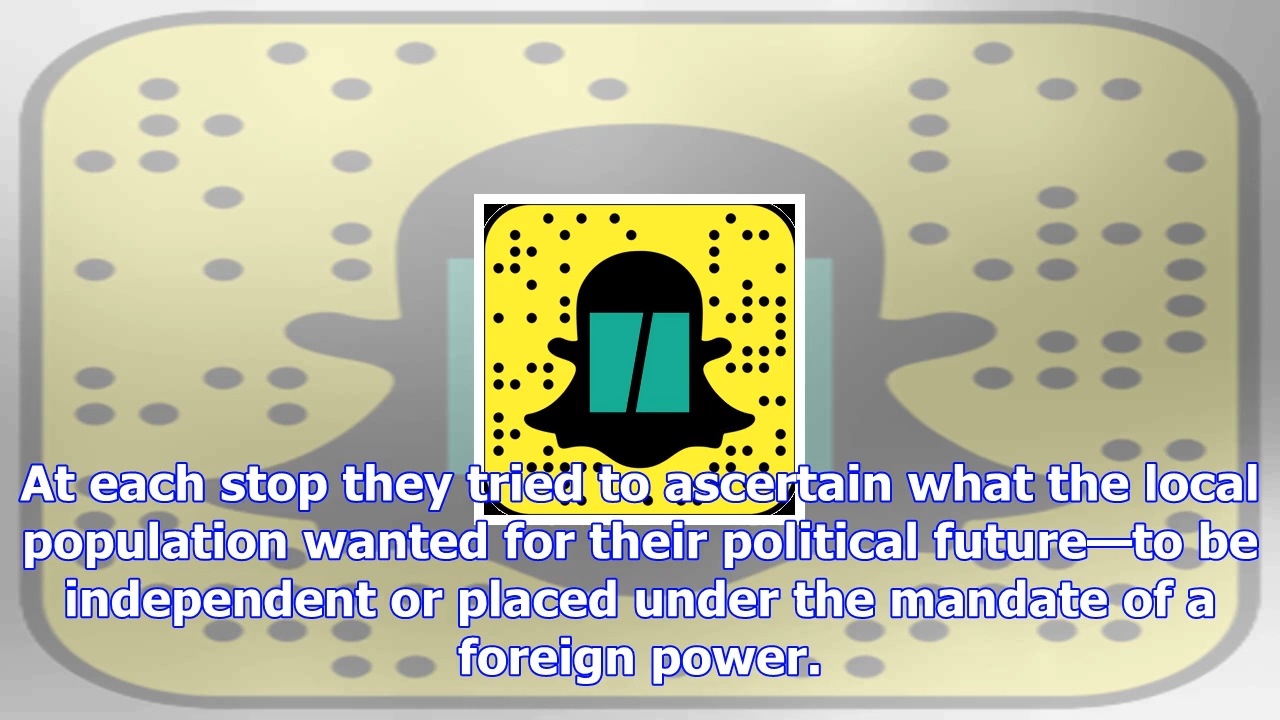 At each stop they tried to ascertain what the local
population wanted for their political future—to be
independent or placed under the mandate of a
foreign power.